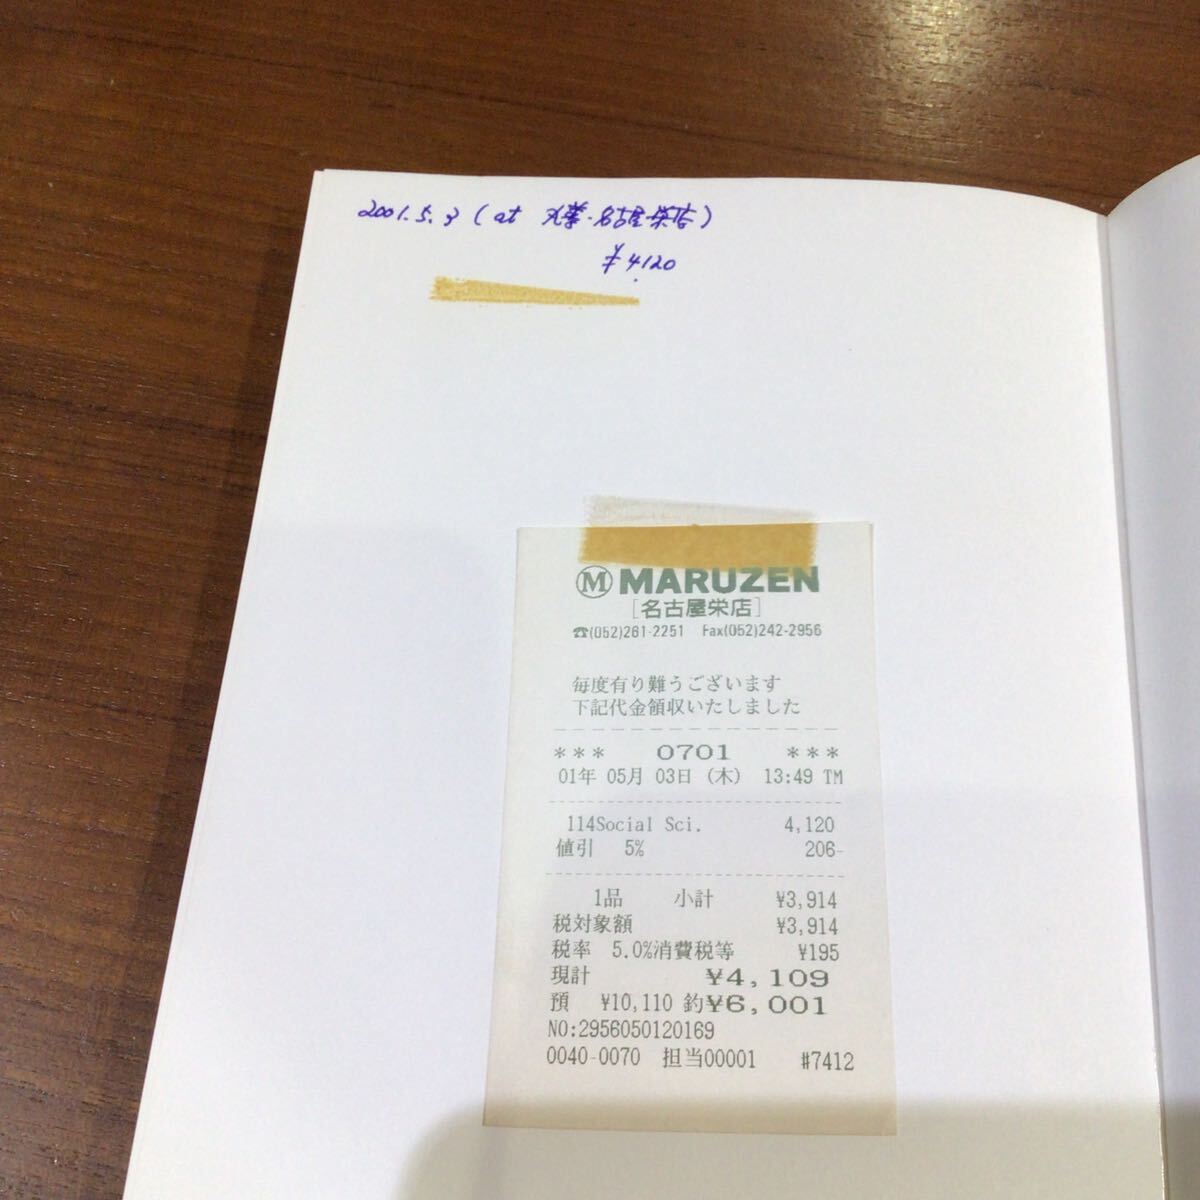 2001.5.3 (at 丸善・名古屋栄店)
¥4,120
Ⓜ MARUZEN
[名古屋栄店]
☎(052)261-2251 Fax(052)242-2956
毎度有り難うございます
下記代金領収いたしました
*** 0701 ***
01年 05月 03日 (木) 13:49 TM
114Social Sci. 4,120
値引 5% 206-
1品 小計 ¥3,914
税対象額 ¥3,914
税率 5.0%消費税等 ¥195
現計 ¥4,109
預 ¥10,110 釣¥6,001
NO:2956050120169
0040-0070 担当00001 #7412